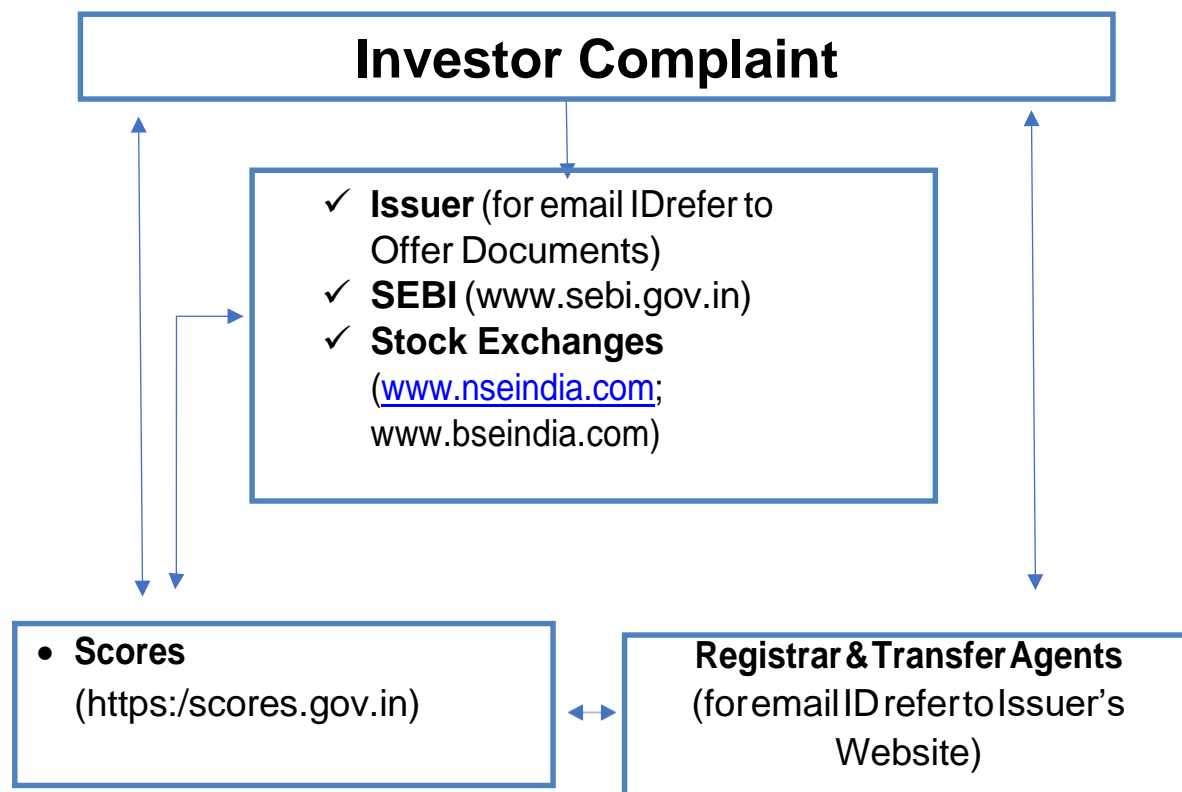 Investor Complaint
✓ Issuer (for email IDrefer to
Offer Documents)
✓ SEBI (www.sebi.gov.in)
✓ Stock Exchanges
(www.nseindia.com;
www.bseindia.com)
• Scores
(https:/scores.gov.in)
Registrar&TransferAgents
(foremailIDrefertoIssuer’s
Website)